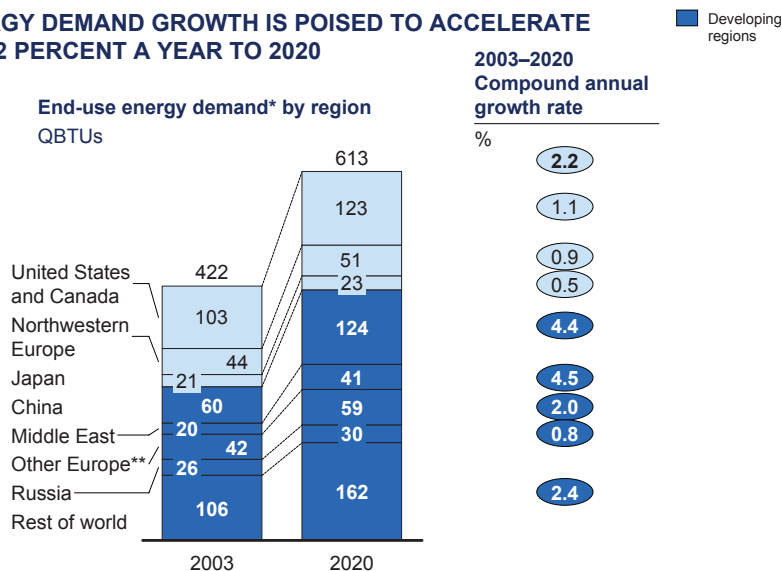 GY DEMAND GROWTH IS POISED TO ACCELERATE
2 PERCENT A YEAR TO 2020
Developing
regions
2003–2020
Compound annual
growth rate
%
End-use energy demand* by region
QBTUs
United States
and Canada
Northwestern
Europe
Japan
China
Middle East
Other Europe**
Russia
Rest of world
422
103
44
21
60
20
42
26
106
2003
613
123
51
23
124
41
59
30
162
2020
2.2
1.1
0.9
0.5
4.4
4.5
2.0
0.8
2.4